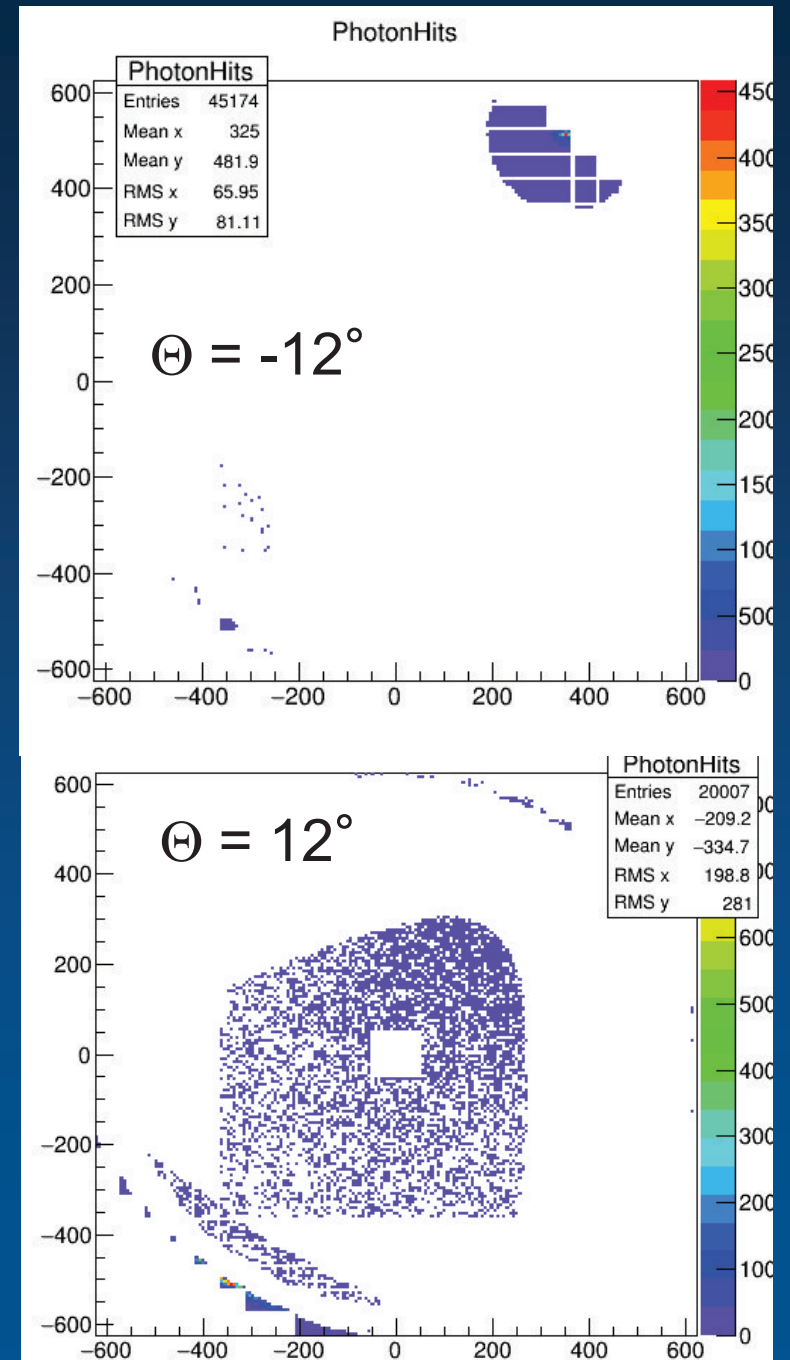 PhotonHits
PhotonHits
Entries 45174
Mean x 325
Mean y 481.9
RMS x 65.95
RMS y 81.11
Θ = -12°
600
400
200
0
−200
−400
−600
−600 −400 −200 0 200 400 600
450
400
350
300
250
200
150
100
500
0
PhotonHits
Entries 20007
Mean x −209.2
Mean y −334.7
RMS x 198.8
RMS y 281
Θ = 12°
600
400
200
0
−200
−400
−600
−600 −400 −200 0 200 400 600
600
500
400
300
200
100
0